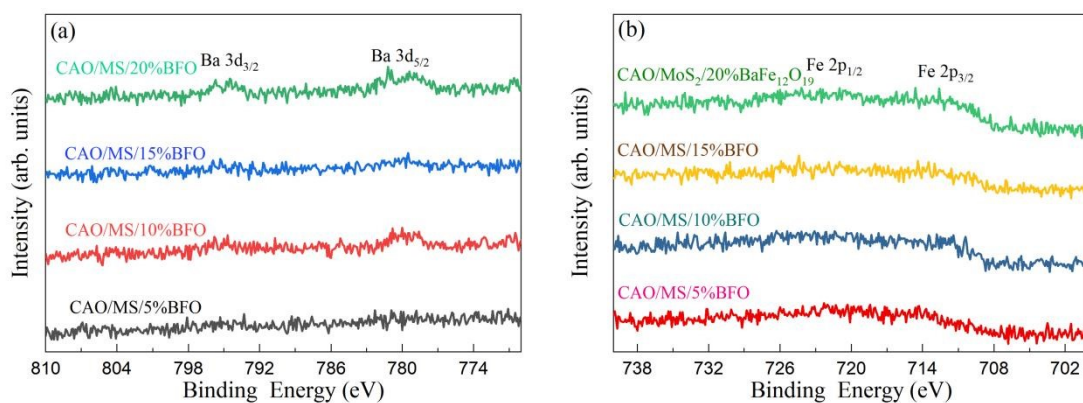 (a)
CAO/MS/20%BFO
Ba 3d3/2
Ba 3d5/2
CAO/MS/15%BFO
CAO/MS/10%BFO
CAO/MS/5%BFO
Intensity (arb. units)
810 804 798 792 786 780 774
Binding Energy (eV)
(b)
CAO/MoS2/20%BaFe12O19
Fe 2p1/2
Fe 2p3/2
CAO/MS/15%BFO
CAO/MS/10%BFO
CAO/MS/5%BFO
Intensity (arb. units)
738 732 726 720 714 708 702
Binding Energy (eV)